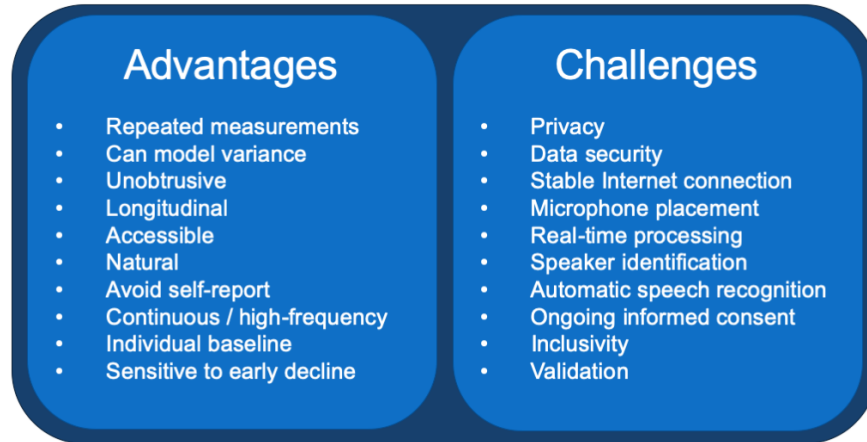 Advantages
• Repeated measurements
• Can model variance
• Unobtrusive
• Longitudinal
• Accessible
• Natural
• Avoid self-report
• Continuous / high-frequency
• Individual baseline
• Sensitive to early decline
Challenges
• Privacy
• Data security
• Stable Internet connection
• Microphone placement
• Real-time processing
• Speaker identification
• Automatic speech recognition
• Ongoing informed consent
• Inclusivity
• Validation